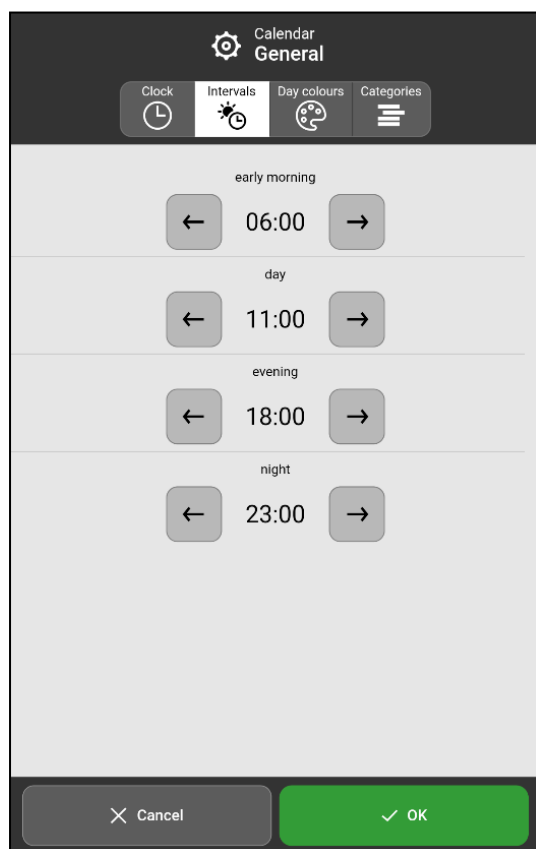 Calendar
General
Clock
Intervals
Day colours
Categories
early morning
06:00
day
11:00
evening
18:00
night
23:00
Cancel
OK